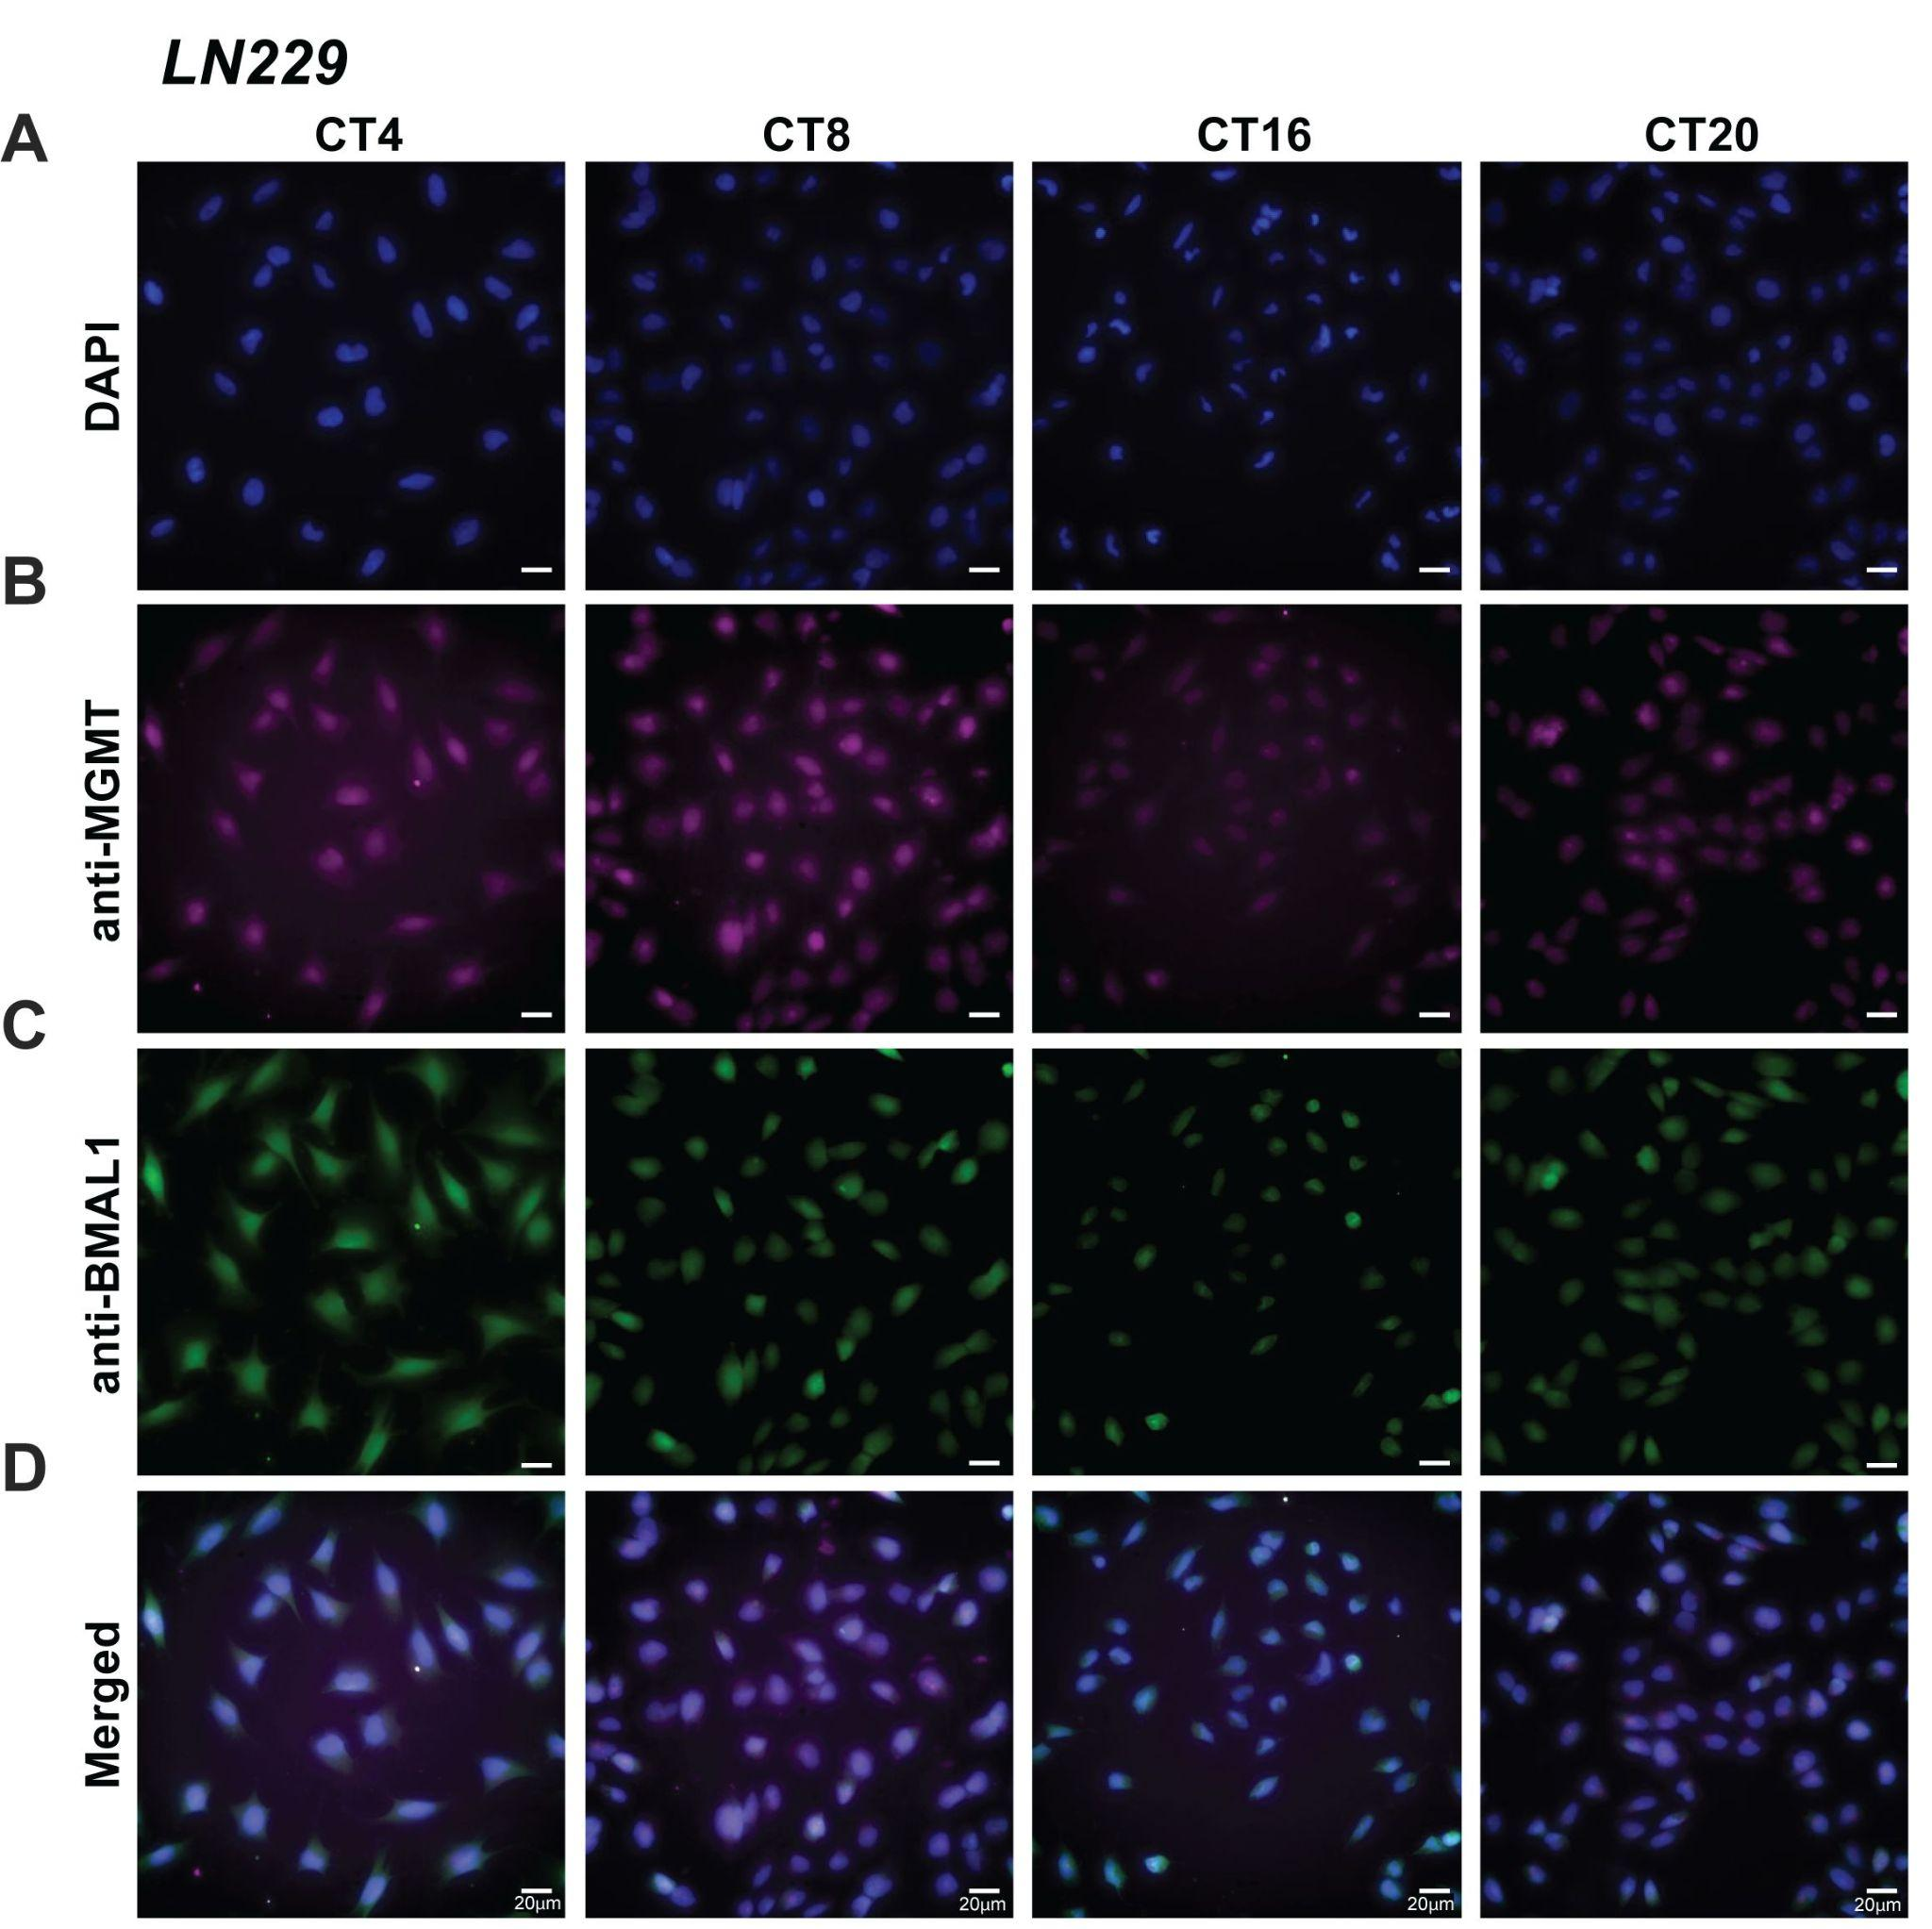 LN229
A
CT4 CT8 CT16 CT20
DAPI
B
anti-MGMT
C
anti-BMAL1
D
Merged
20µm 20µm 20µm 20µm